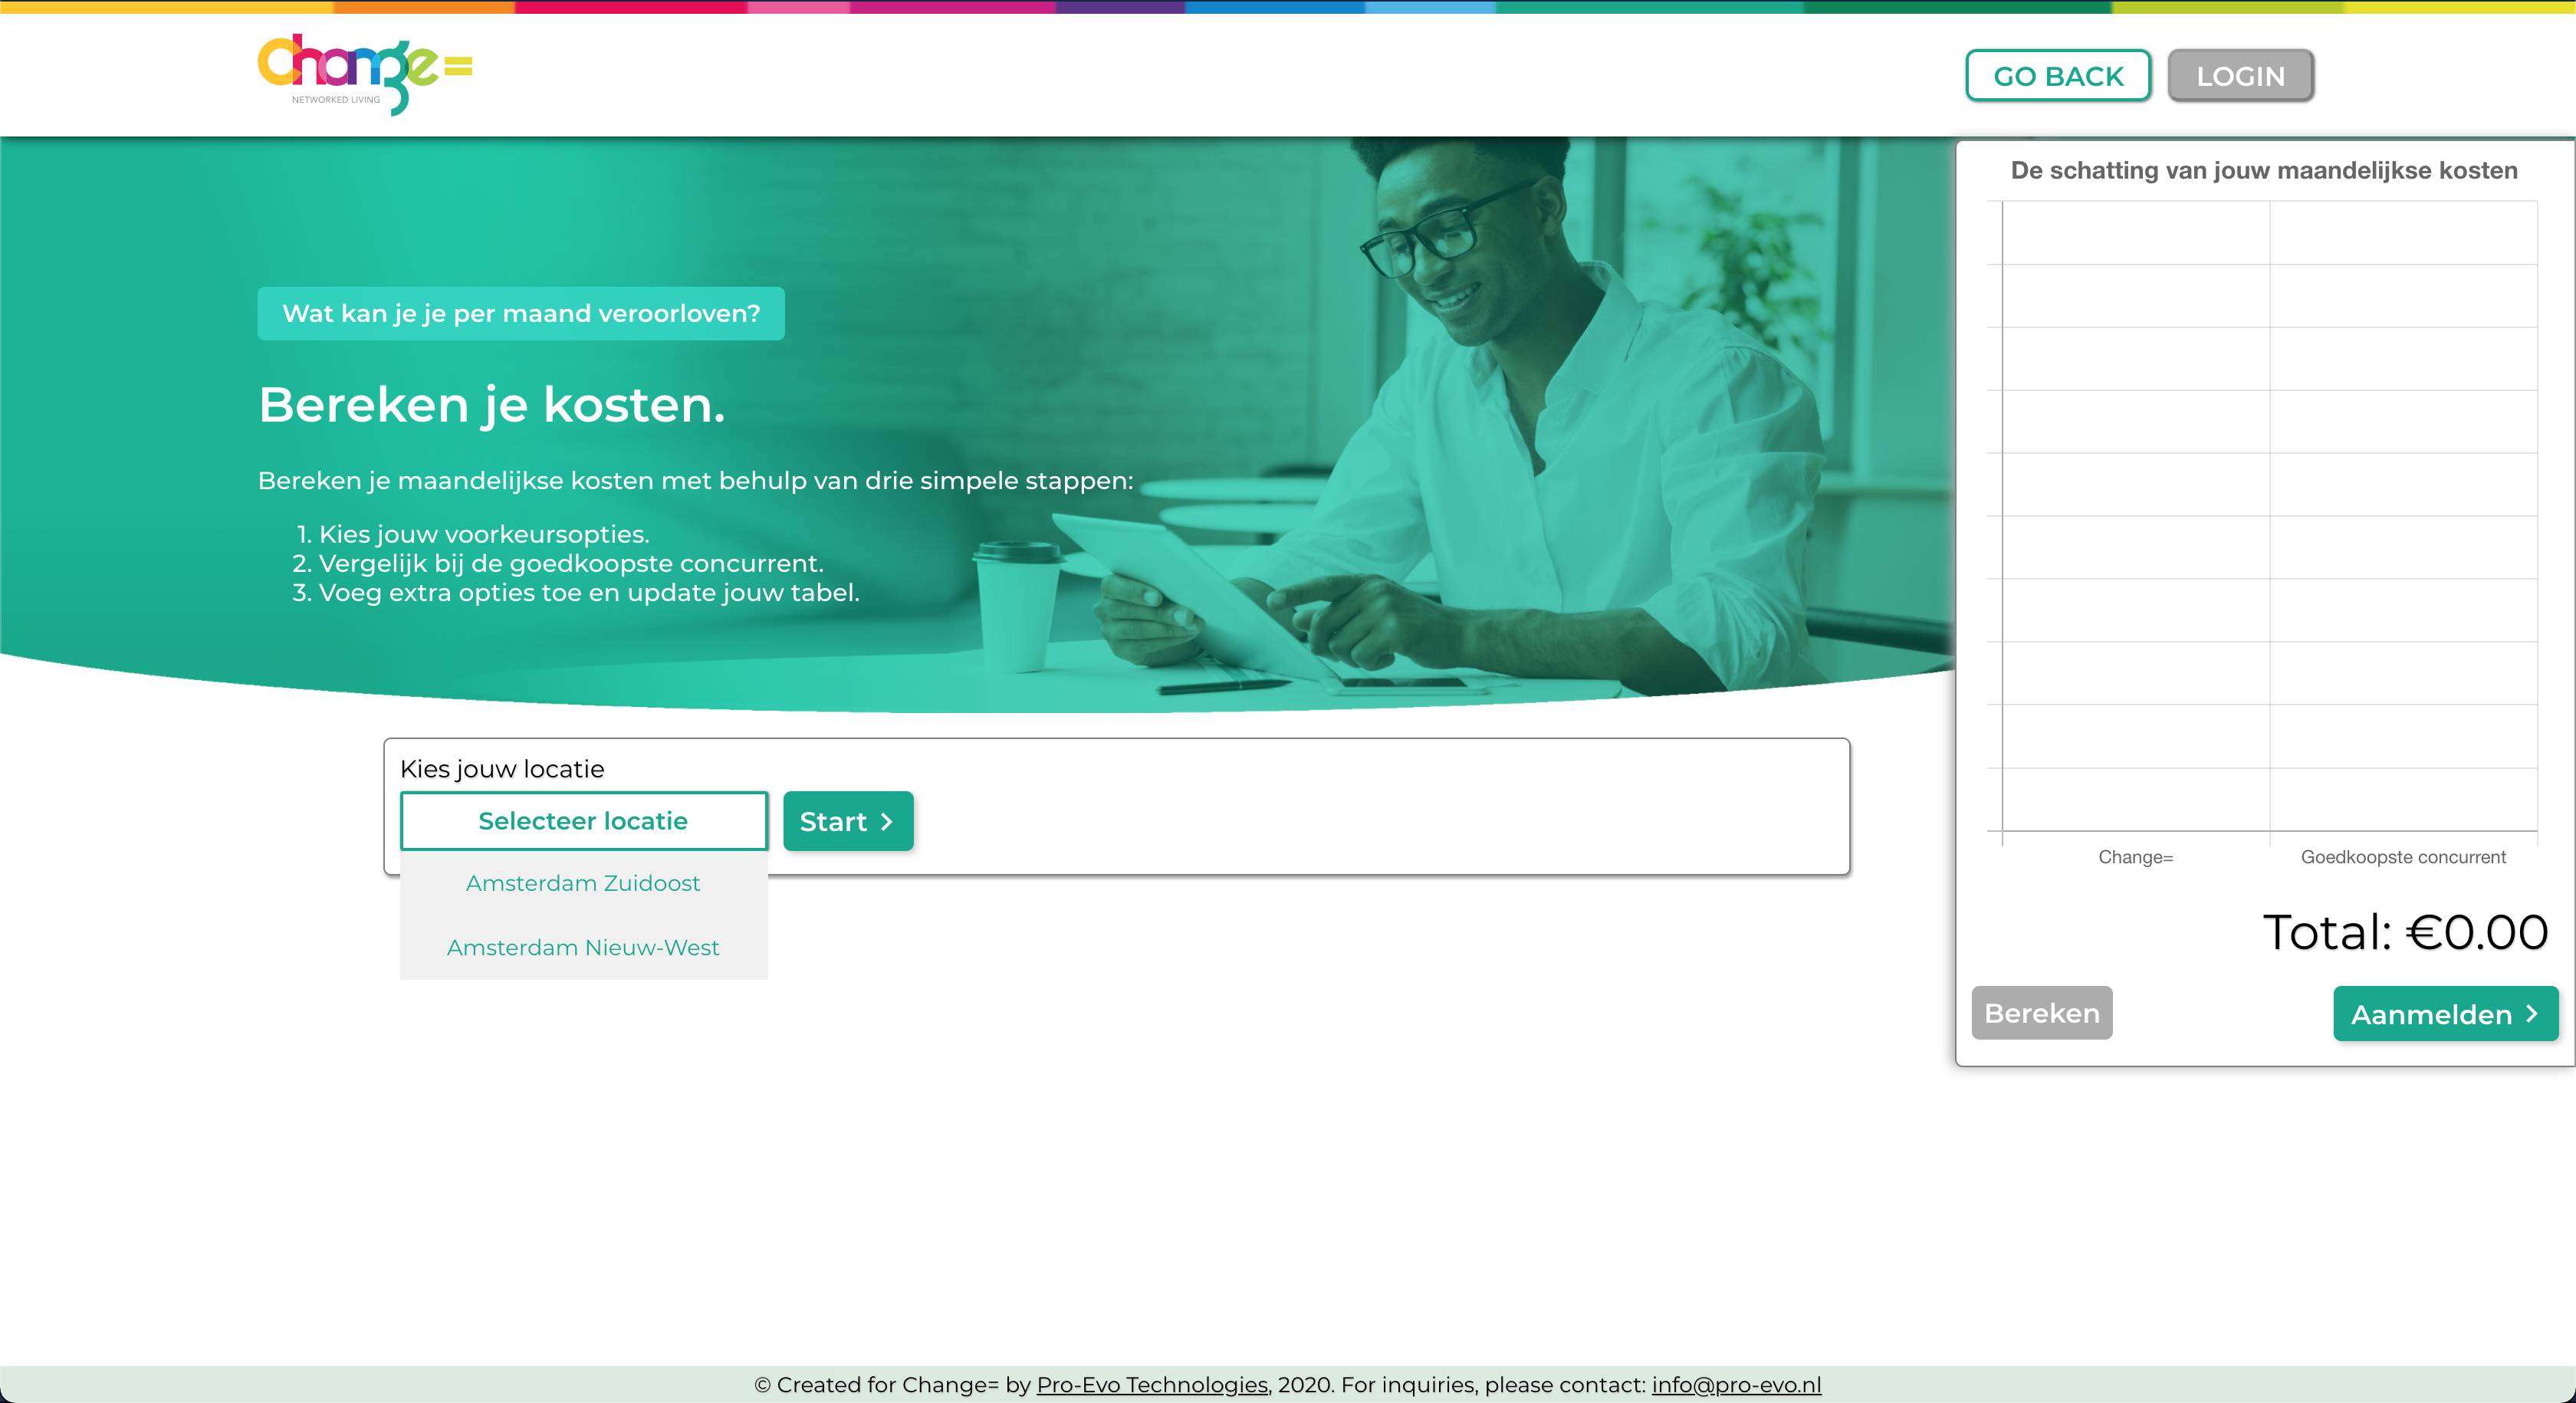 Change=
NETWORKED LIVING
GO BACK
LOGIN
Wat kan je je per maand veroorloven?
Bereken je kosten.
Bereken je maandelijkse kosten met behulp van drie simpele stappen:
1. Kies jouw voorkeursopties.
2. Vergelijk bij de goedkoopste concurrent.
3. Voeg extra opties toe en update jouw tabel.
Kies jouw locatie
Selecteer locatie
Start
Amsterdam Zuidoost
Amsterdam Nieuw-West
De schatting van jouw maandelijkse kosten
Change=
Goedkoopste concurrent
Total: €0.00
Bereken
Aanmelden
© Created for Change= by Pro-Evo Technologies, 2020. For inquiries, please contact: info@pro-evo.nl